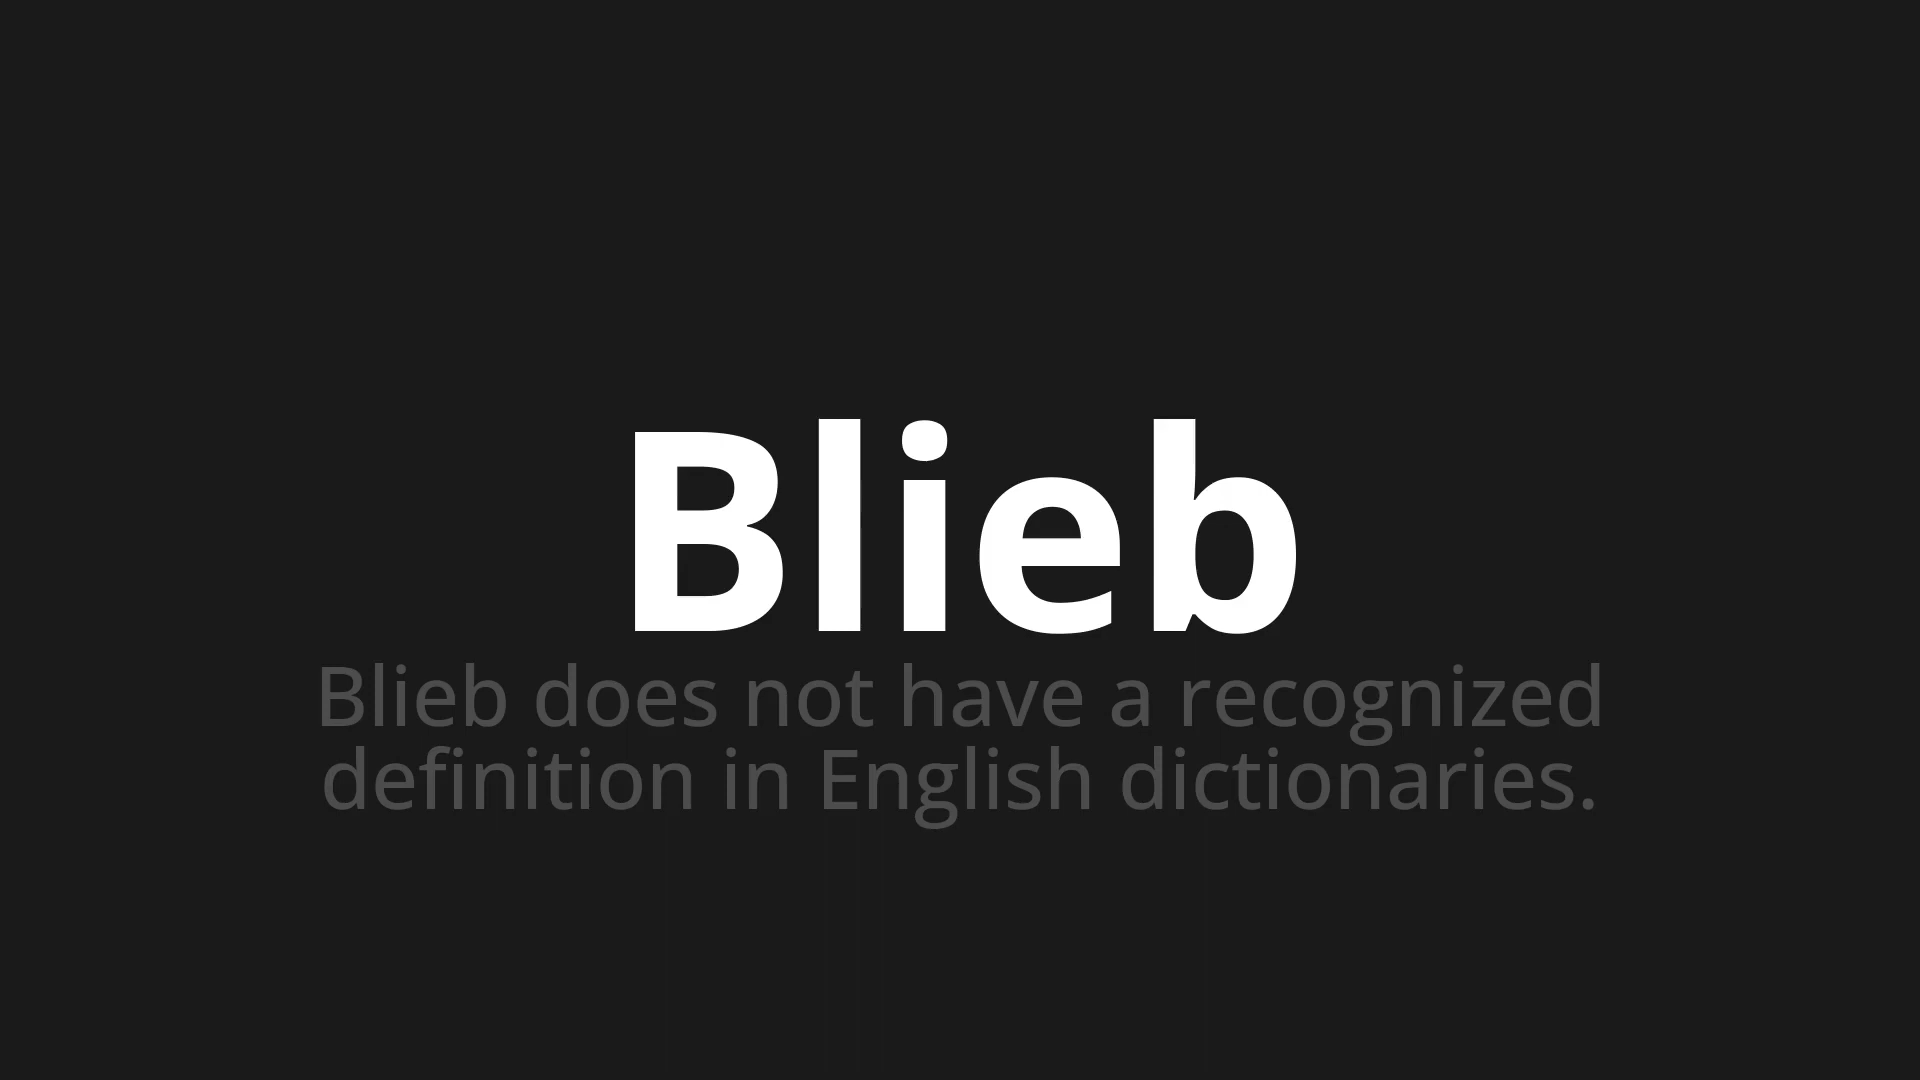 Blieb
Blieb does not have a recognized
definition in English dictionaries.